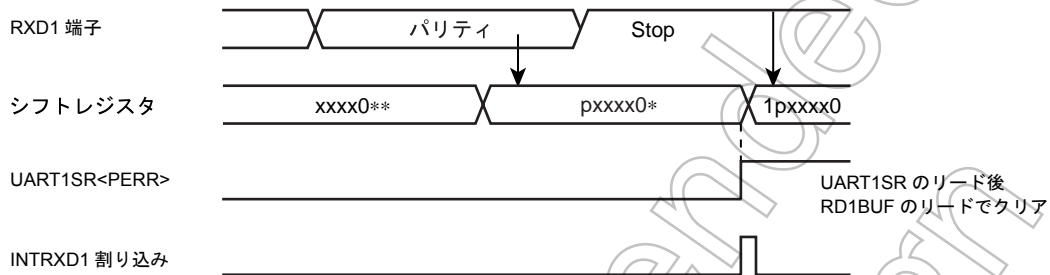 RXD1 端子
パリティ
Stop
シフトレジスタ
xxxx0**
pxxxx0*
1pxxxx0
UART1SR<PERR>
UART1SR のリード後
RD1BUF のリードでクリア
INTRXD1 割り込み